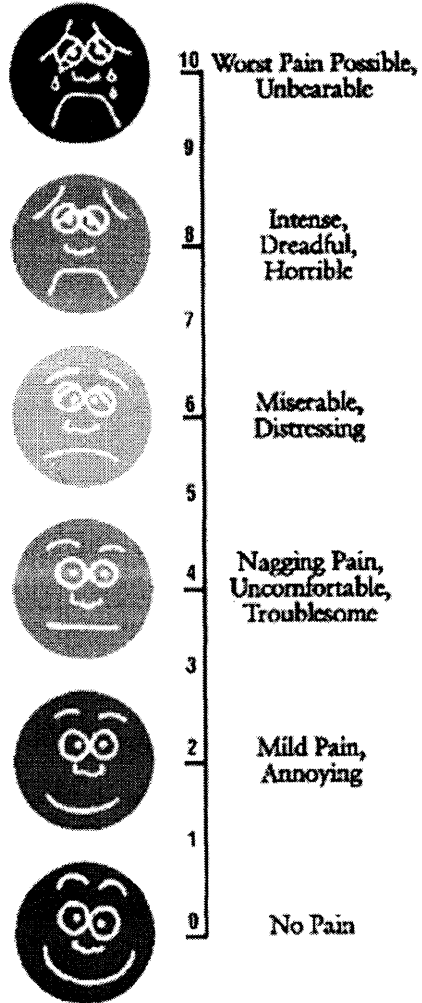 10 Worst Pain Possible,
Unbearable
9
8
Intense,
Dreadful,
Horrible
7
6
Miserable,
Distressing
5
4
Nagging Pain,
Uncomfortable,
Troublesome
3
2
Mild Pain,
Annoying
1
0
No Pain